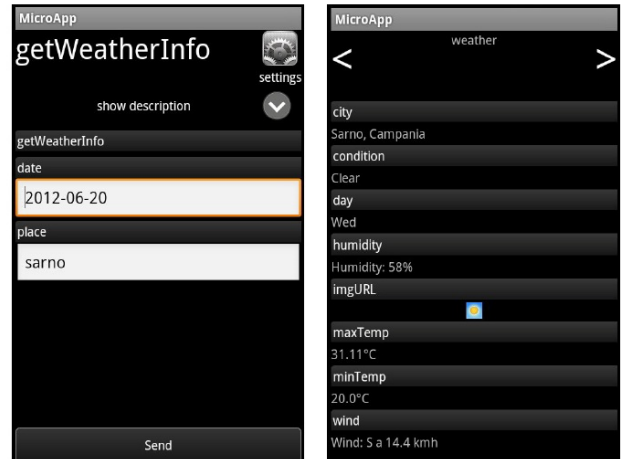 MicroApp
getWeatherInfo
settings
show description
getWeatherInfo
date
2012-06-20
place
sarno
Send
MicroApp
weather
< >
city
Sarno, Campania
condition
Clear
day
Wed
humidity
Humidity: 58%
imgURL
maxTemp
31.11°C
minTemp
20.0°C
wind
Wind: S a 14.4 kmh